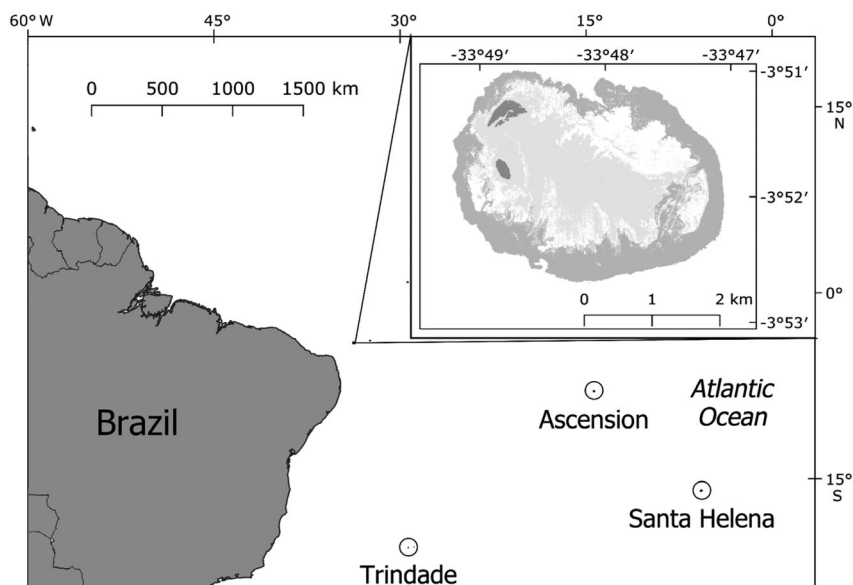 60° W 45° 30° 15° 0°
0 500 1000 1500 km
-33°49′ -33°48′ -33°47′
-3°51′
15°
N
-3°52′
0°
0 1 2 km
-3°53′
Atlantic
Ocean
Ascension
Brazil
15°
S
Santa Helena
Trindade